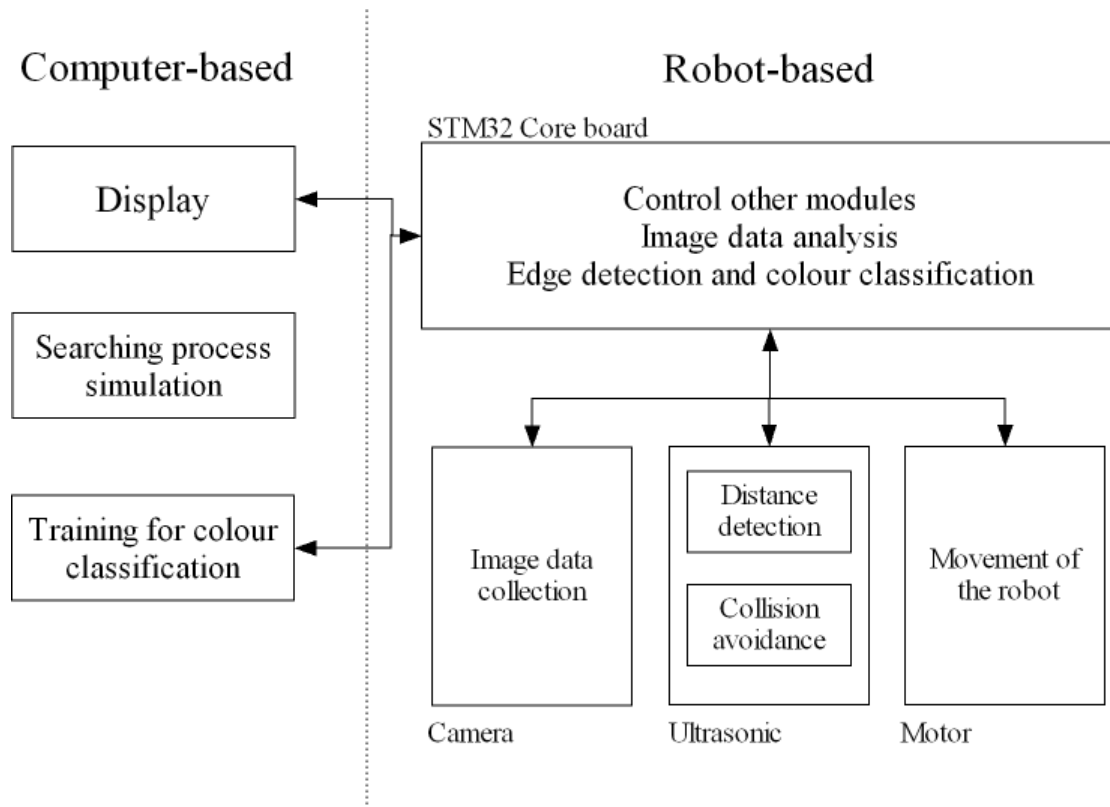 Computer-based
Display
Searching process
simulation
Training for colour
classification
Robot-based
STM32 Core board
Control other modules
Image data analysis
Edge detection and colour classification
Image data
collection
Camera
Distance
detection
Collision
avoidance
Ultrasonic
Movement of
the robot
Motor